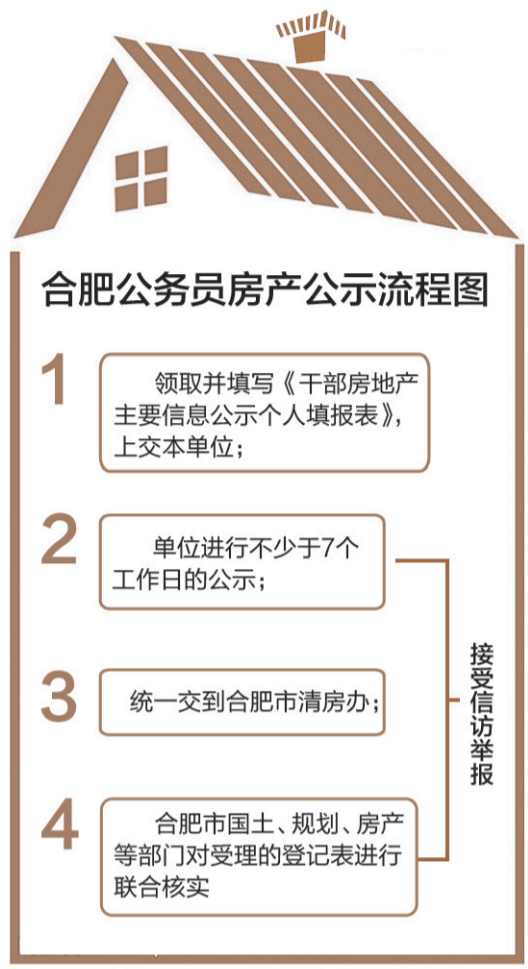 合肥公务员房产公示流程图
1
领取并填写《干部房地产
主要信息公示个人填报表》，
上交本单位；
2
单位进行不少于7个
工作日的公示；
3
统一交到合肥市清房办；
4
合肥市国土、规划、房产
等部门对受理的登记表进行
联合核实
接受信访举报